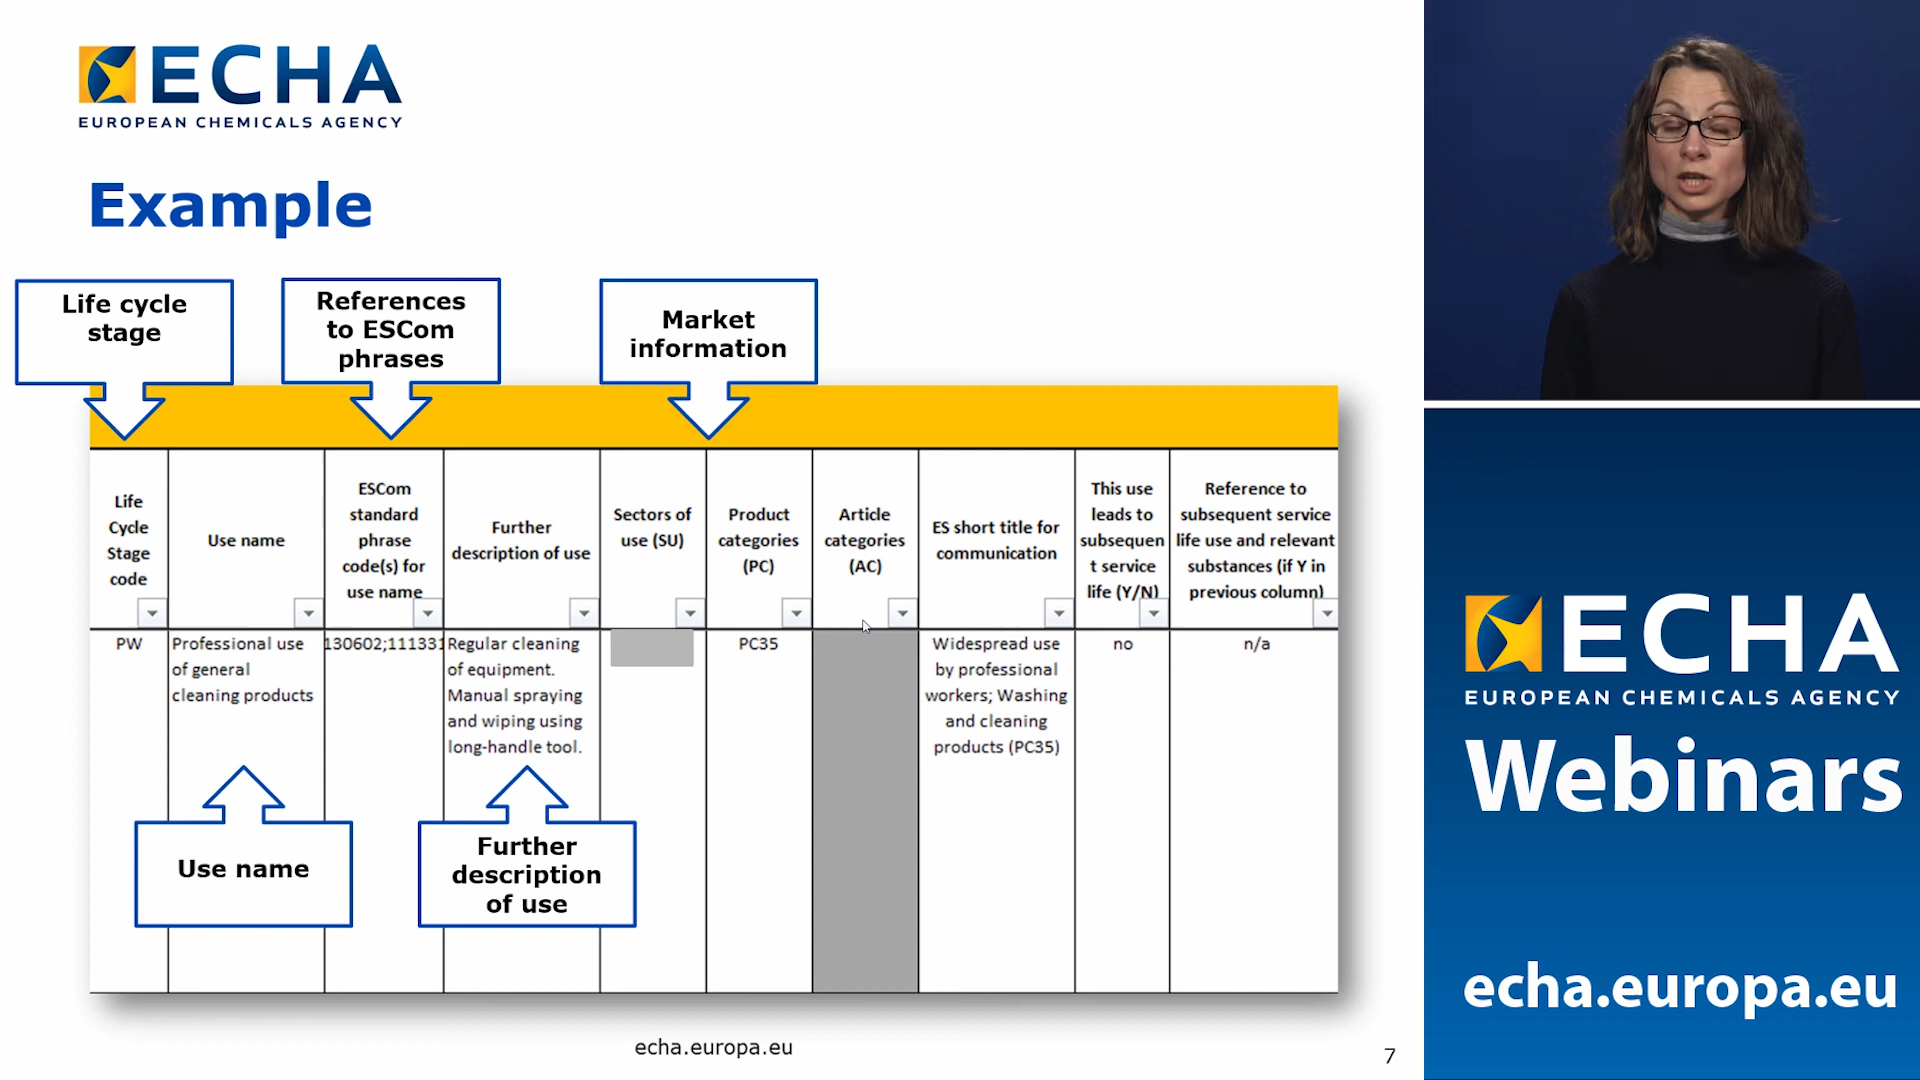 ECHA
EUROPEAN CHEMICALS AGENCY
Example
Life cycle
stage
References
to ESCom
phrases
Market
information
Life
Cycle
Stage
code
Use name
ESCom
standard
phrase
code(s) for
use name
Further
description of use
Sectors of
use (SU)
Product
categories
(PC)
Article
categories
(AC)
ES short title for
communication
This use
leads to
subsequen
t service
life (Y/N)
Reference to
subsequent service
life use and relevant
substances (if Y in
previous column)
PW
Professional use
of general
cleaning products
130602;111331
Regular cleaning
of equipment.
Manual spraying
and wiping using
long-handle tool.
PC35
Widespread use
by professional
workers; Washing
and cleaning
products (PC35)
no
n/a
Use name
Further
description
of use
echa.europa.eu
7
ECHA
EUROPEAN CHEMICALS AGENCY
Webinars
echa.europa.eu